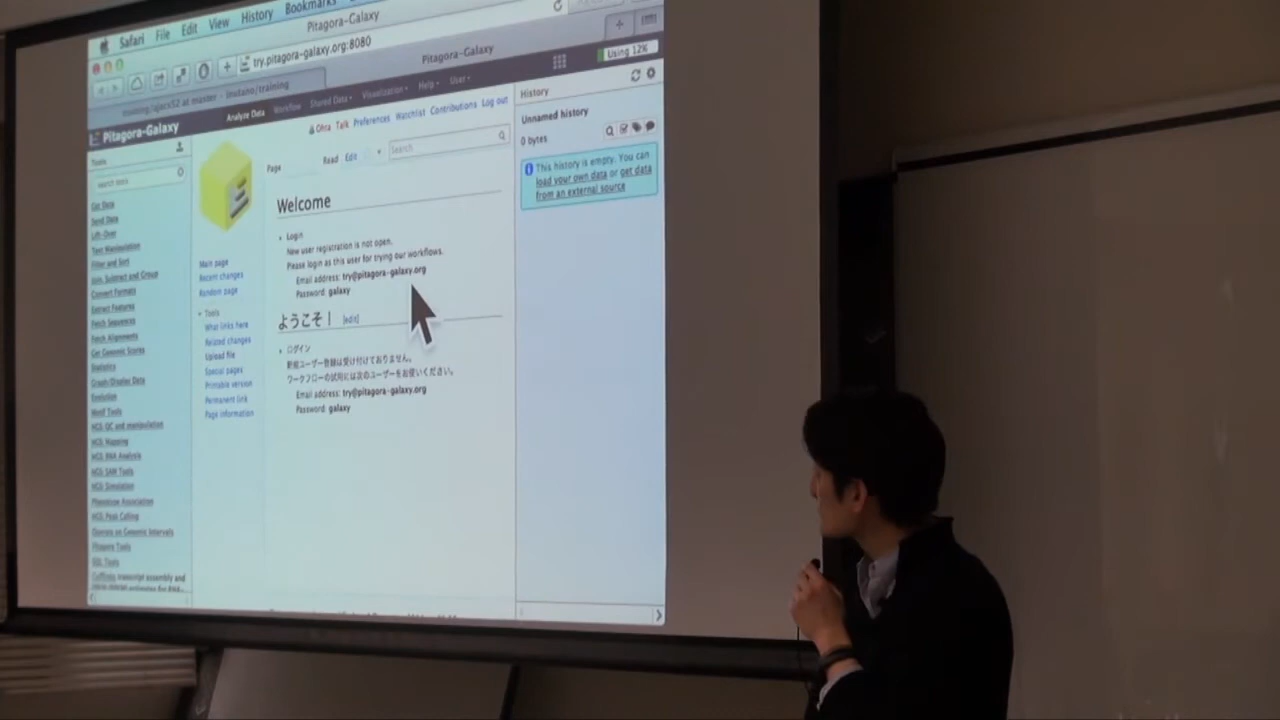 Safari File Edit View History Bookmarks
Pitagora-Galaxy
try.pitagora-galaxy.org:8080
training/ajacs52 at master · inutano/training
Pitagora-Galaxy
Pitagora-Galaxy
Analyze Data Workflow Shared Data Visualization Help User
Using 12%
Tools
search tools
Get Data
Send Data
Lift-Over
Text Manipulation
Filter and Sort
Join, Subtract and Group
Convert Formats
Extract Features
Fetch Sequences
Fetch Alignments
Get Genomic Scores
Statistics
Graph/Display Data
Evolution
Motif Tools
NGS: QC and manipulation
NGS: Mapping
NGS: RNA Analysis
NGS: SAM Tools
NGS: Simulation
Phenotype Association
NGS: Peak Calling
Operate on Genomic Intervals
SQL Tools
Main page
Recent changes
Random page
Tools
What links here
Related changes
Upload file
Special pages
Printable version
Permanent link
Page information
Ohta Talk Preferences Watchlist Contributions Log out
Page
Read Edit
Search
Welcome
Login
New user registration is not open.
Please login as this user for trying our workflows.
Email address: try@pitagora-galaxy.org
Password: galaxy
ようこそ！ [edit]
ログイン
新規ユーザー登録は受け付けておりません。
ワークフローの試用には次のユーザーをお使いください。
Email address: try@pitagora-galaxy.org
Password: galaxy
History
Unnamed history
0 bytes
This history is empty. You can
load your own data or get data
from an external source